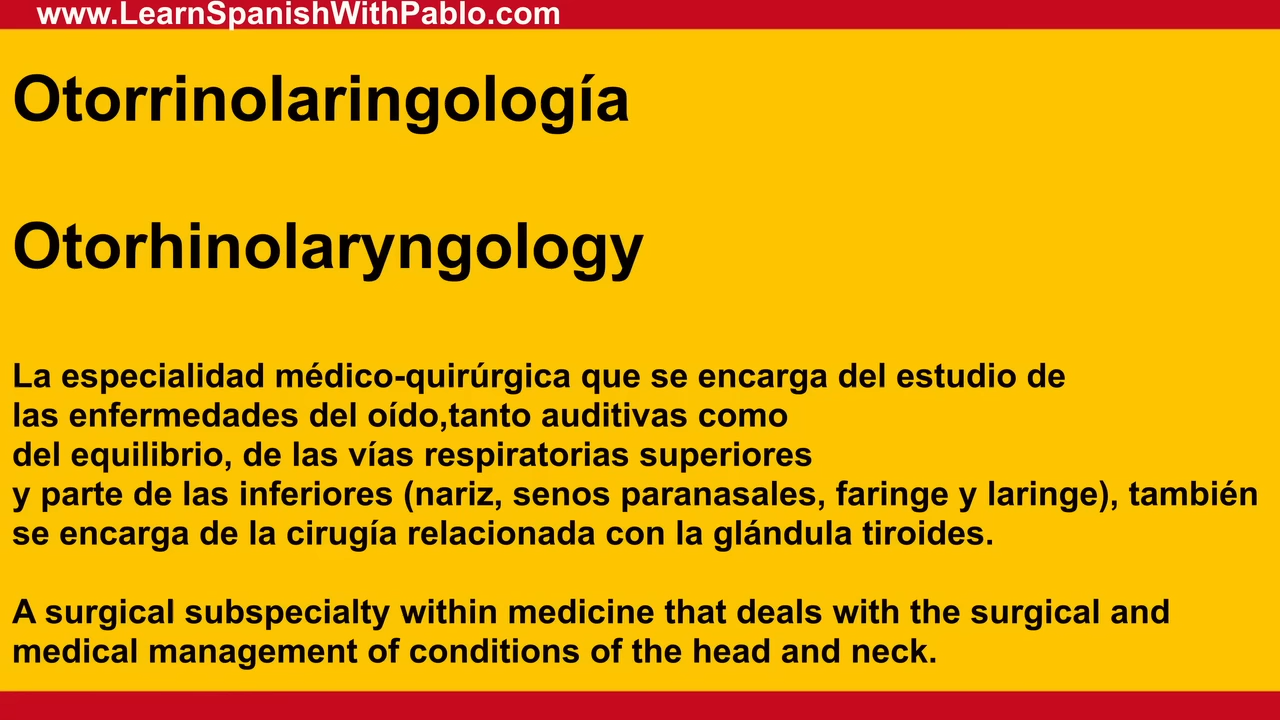 www.LearnSpanishWithPablo.com
Otorrinolaringología
Otorhinolaryngology
La especialidad médico-quirúrgica que se encarga del estudio de
las enfermedades del oído,tanto auditivas como
del equilibrio, de las vías respiratorias superiores
y parte de las inferiores (nariz, senos paranasales, faringe y laringe), también
se encarga de la cirugía relacionada con la glándula tiroides.
A surgical subspecialty within medicine that deals with the surgical and
medical management of conditions of the head and neck.